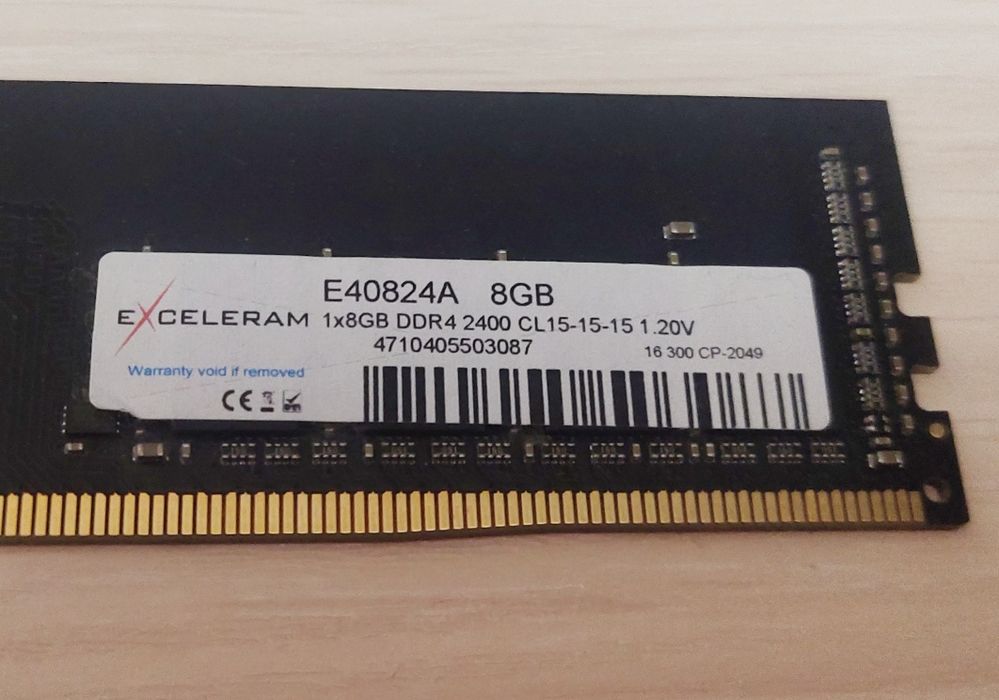 EXCELERAM
E40824A 8GB
1x8GB DDR4 2400 CL15-15-15 1.20V
4710405503087
16 300 CP-2049
Warranty void if removed
CE